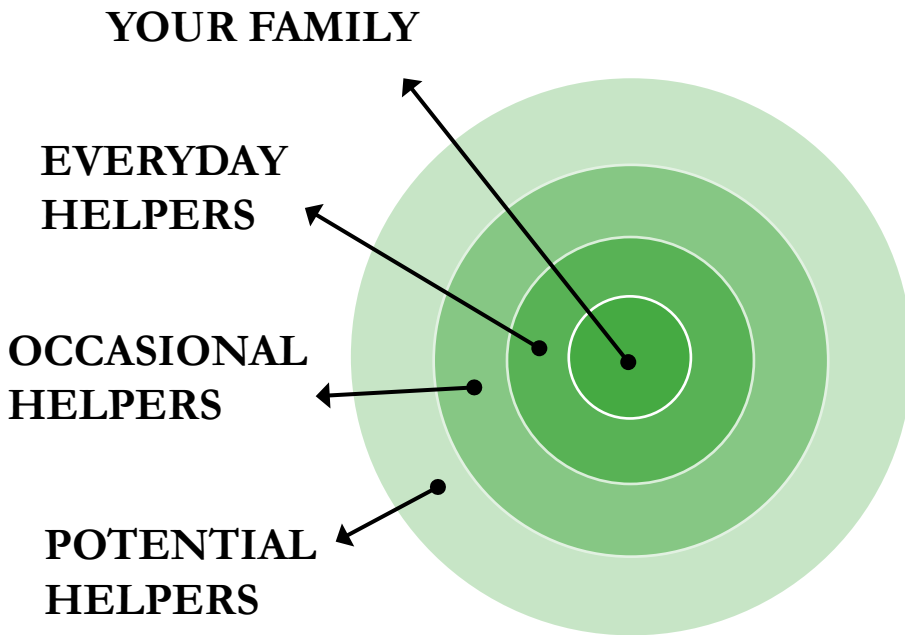 YOUR FAMILY
EVERYDAY
HELPERS
OCCASIONAL
HELPERS
POTENTIAL
HELPERS